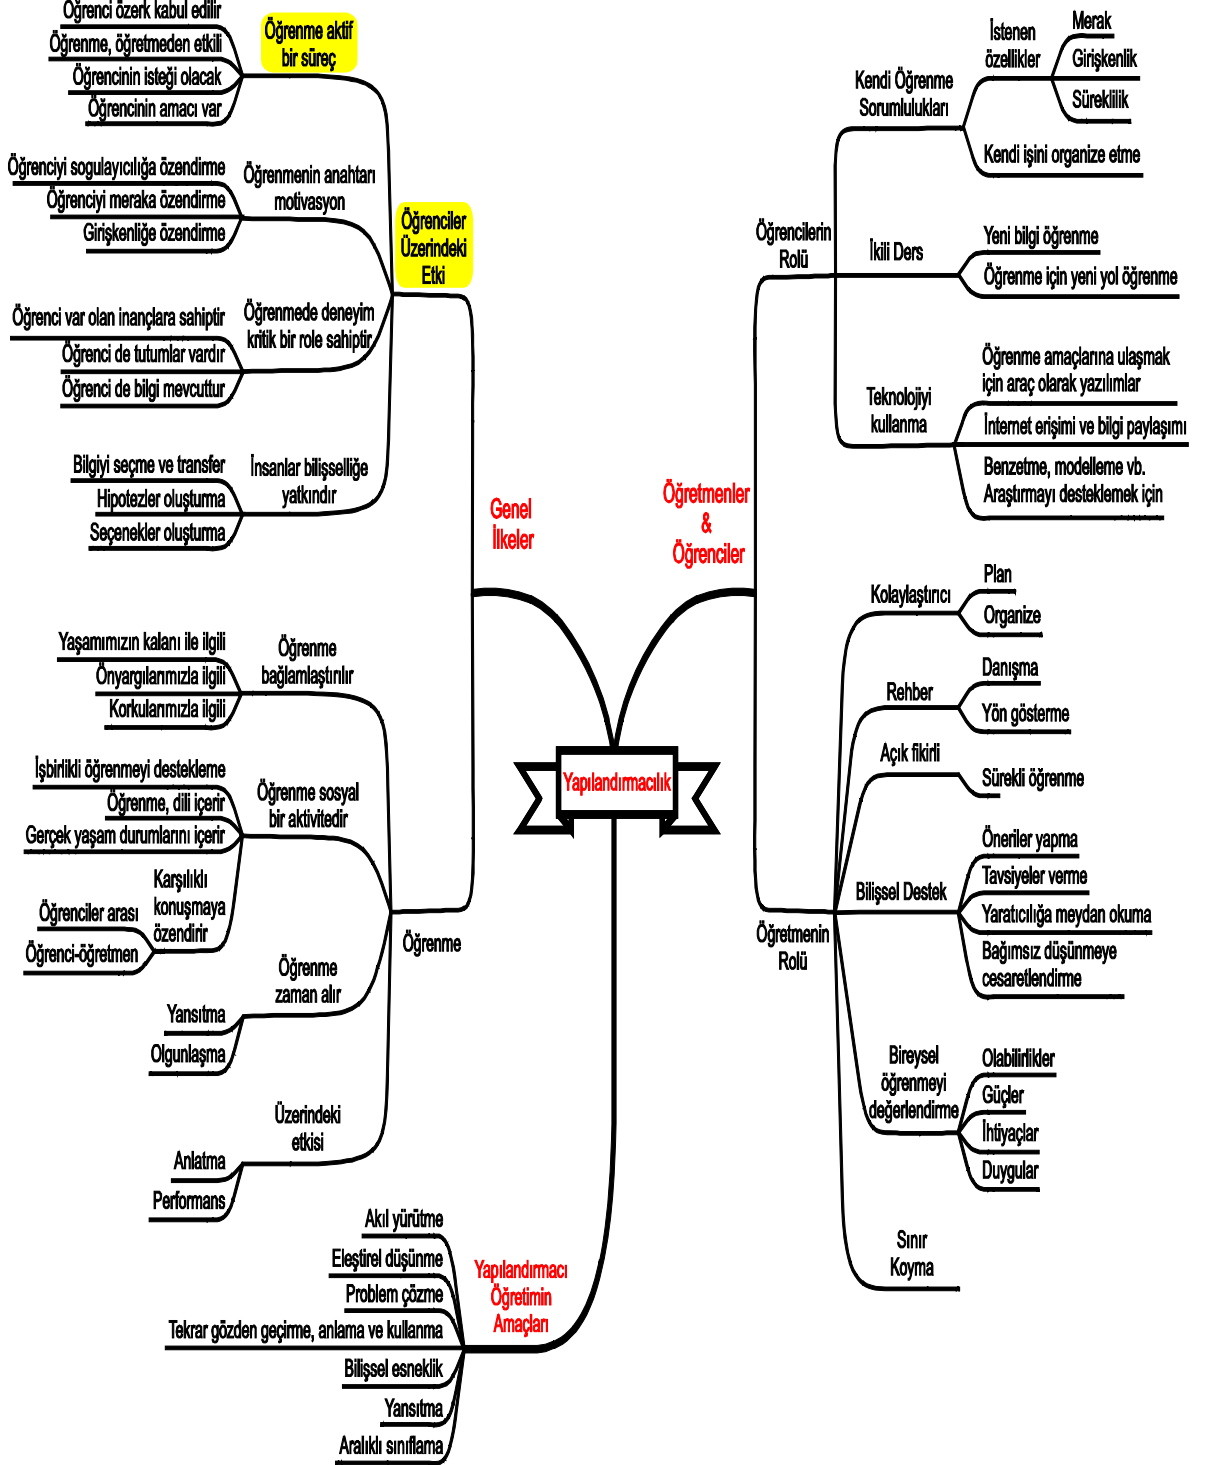 Öğrenci özerk kabul edilir
Öğrenme, öğretmeden etkili
Öğrencinin isteği olacak
Öğrencinin amacı var
Öğrenme aktif
bir süreç
Öğrenciyi sogulayıcılığa özendirme
Öğrenciyi meraka özendirme
Girişkenliğe özendirme
Öğrenmenin anahtarı
motivasyon
Öğrenciler
Üzerindeki
Etki
Öğrenci var olan inançlara sahiptir
Öğrenci de tutumlar vardır
Öğrenci de bilgi mevcuttur
Öğrenmede deneyim
kritik bir role sahiptir
Bilgiyi seçme ve transfer
Hipotezler oluşturma
Seçenekler oluşturma
İnsanlar bilişselliğe
yatkındır
Genel
İlkeler
Yaşamımızın kalanı ile ilgili
Önyargılarımızla ilgili
Korkularımızla ilgili
Öğrenme
bağlamlaştırılır
İşbirlikli öğrenmeyi destekleme
Öğrenme, dili içerir
Gerçek yaşam durumlarını içerir
Öğrenme sosyal
bir aktivitedir
Karşılıklı
konuşmaya
özendirir
Öğrenciler arası
Öğrenci-öğretmen
Öğrenme
Öğrenme
zaman alır
Yansıtma
Olgunlaşma
Üzerindeki
etkisi
Anlatma
Performans
Yapılandırmacılık
Akıl yürütme
Eleştirel düşünme
Problem çözme
Tekrar gözden geçirme, anlama ve kullanma
Bilişsel esneklik
Yansıtma
Aralıklı sınıflama
Yapılandırmacı
Öğretimin
Amaçları
Öğretmenler
&
Öğrenciler
Öğrencilerin
Rolü
Kendi Öğrenme
Sorumlulukları
İstenen
özellikler
Merak
Girişkenlik
Süreklilik
Kendi işini organize etme
İkili Ders
Yeni bilgi öğrenme
Öğrenme için yeni yol öğrenme
Teknolojiyi
kullanma
Öğrenme amaçlarına ulaşmak
için araç olarak yazılımlar
İnternet erişimi ve bilgi paylaşımı
Benzetme, modelleme vb.
Araştırmayı desteklemek için
Öğretmenin
Rolü
Kolaylaştırıcı
Plan
Organize
Rehber
Danışma
Yön gösterme
Açık fikirli
Sürekli öğrenme
Bilişsel Destek
Öneriler yapma
Tavsiyeler verme
Yaratıcılığa meydan okuma
Bağımsız düşünmeye
cesaretlendirme
Bireysel
öğrenmeyi
değerlendirme
Olabilirlikler
Güçler
İhtiyaçlar
Duygular
Sınır
Koyma